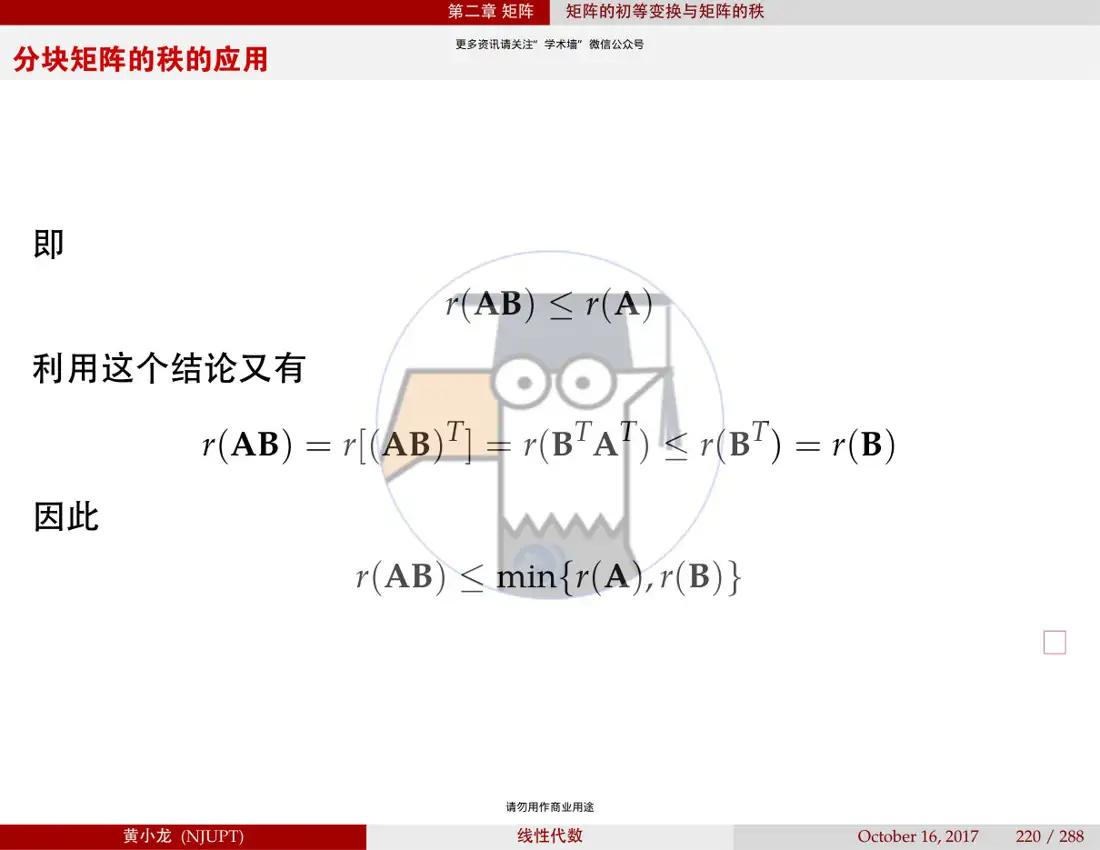 第二章 矩阵 矩阵的初等变换与矩阵的秩
更多资讯请关注“学术墙”微信公众号
分块矩阵的秩的应用
即
r(AB) ≤ r(A)
利用这个结论又有
r(AB) = r[(AB)^T] = r(B^T A^T) ≤ r(B^T) = r(B)
因此
r(AB) ≤ min{r(A), r(B)}
□
请勿用作商业用途
黄小龙 (NJUPT) 线性代数 October 16, 2017 220 / 288